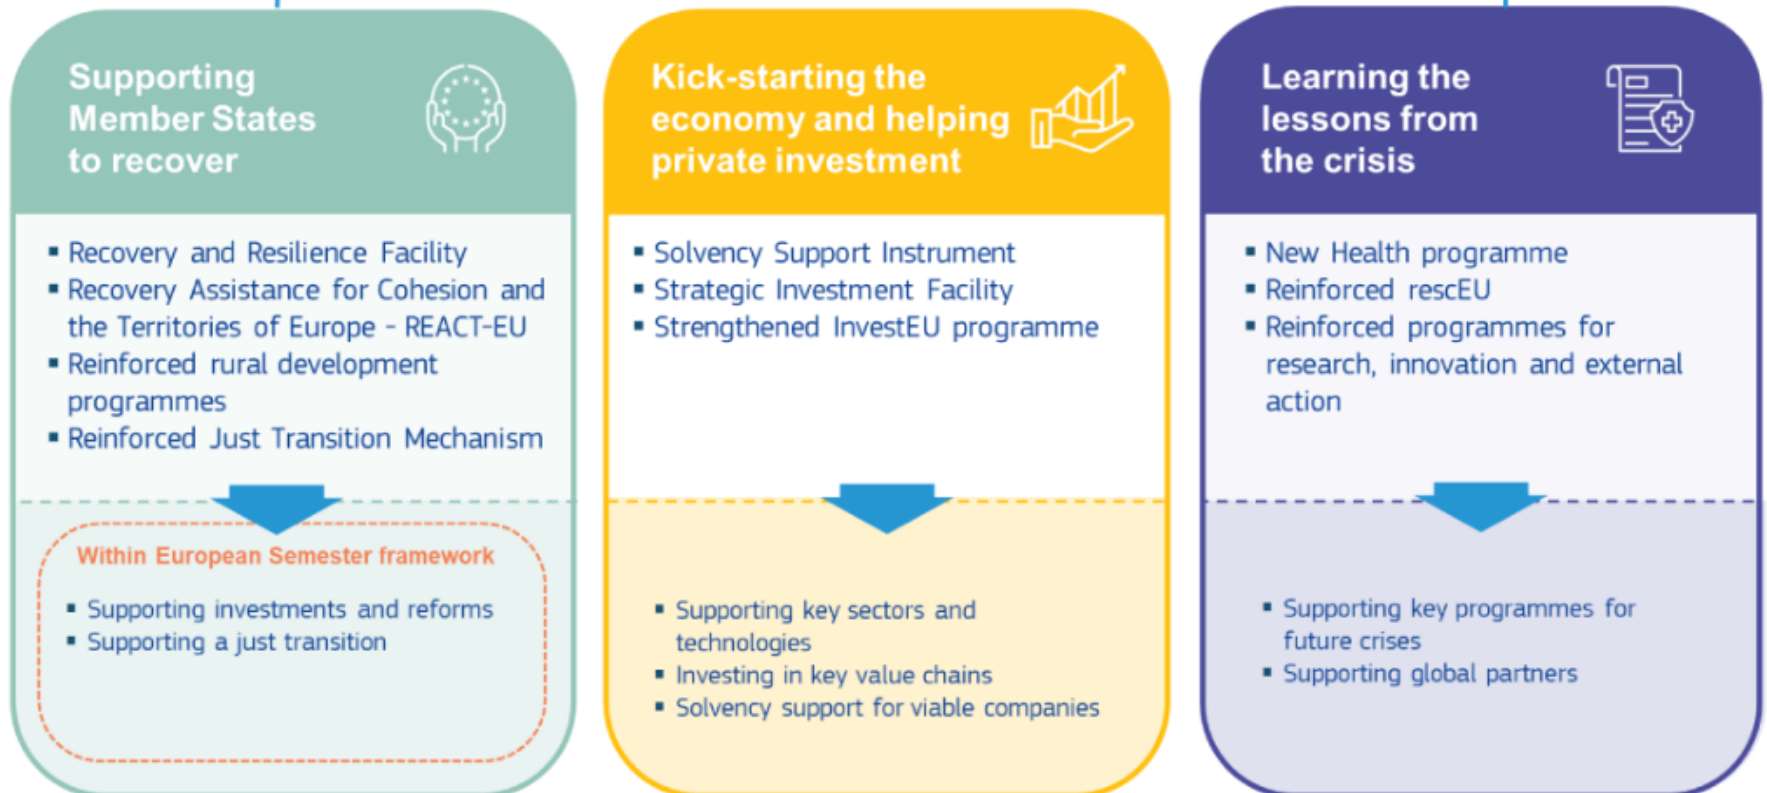 Supporting
Member States
to recover
▪ Recovery and Resilience Facility
▪ Recovery Assistance for Cohesion and
the Territories of Europe - REACT-EU
▪ Reinforced rural development
programmes
▪ Reinforced Just Transition Mechanism
Within European Semester framework
▪ Supporting investments and reforms
▪ Supporting a just transition
Kick-starting the
economy and helping
private investment
▪ Solvency Support Instrument
▪ Strategic Investment Facility
▪ Strengthened InvestEU programme
▪ Supporting key sectors and
technologies
▪ Investing in key value chains
▪ Solvency support for viable companies
Learning the
lessons from
the crisis
▪ New Health programme
▪ Reinforced rescEU
▪ Reinforced programmes for
research, innovation and external
action
▪ Supporting key programmes for
future crises
▪ Supporting global partners